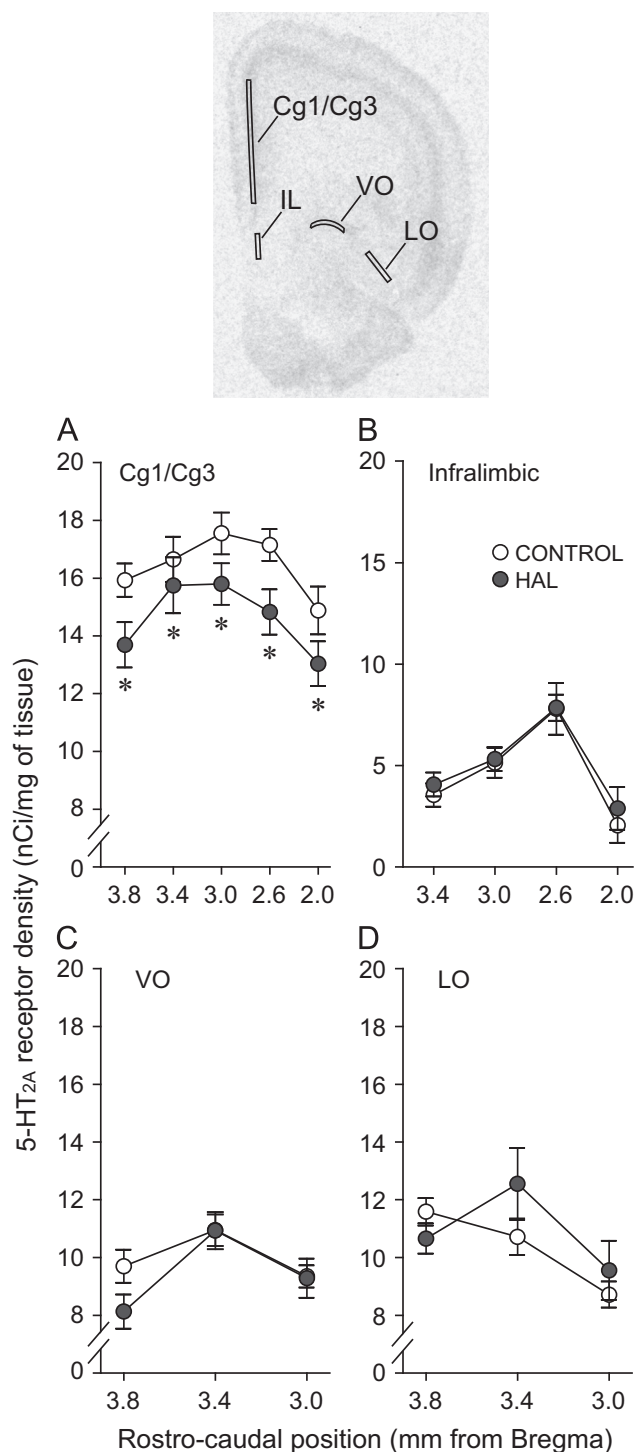 Cg1/Cg3
IL
VO
LO
A
Cg1/Cg3
20
18
16
14
12
10
8
0
* * * * *
3.8 3.4 3.0 2.6 2.0
B
Infralimbic
CONTROL
HAL
20
15
10
5
0
3.4 3.0 2.6 2.0
5-HT2A receptor density (nCi/mg of tissue)
C
VO
20
18
16
14
12
10
8
0
3.8 3.4 3.0
D
LO
20
18
16
14
12
10
8
0
3.8 3.4 3.0
Rostro-caudal position (mm from Bregma)